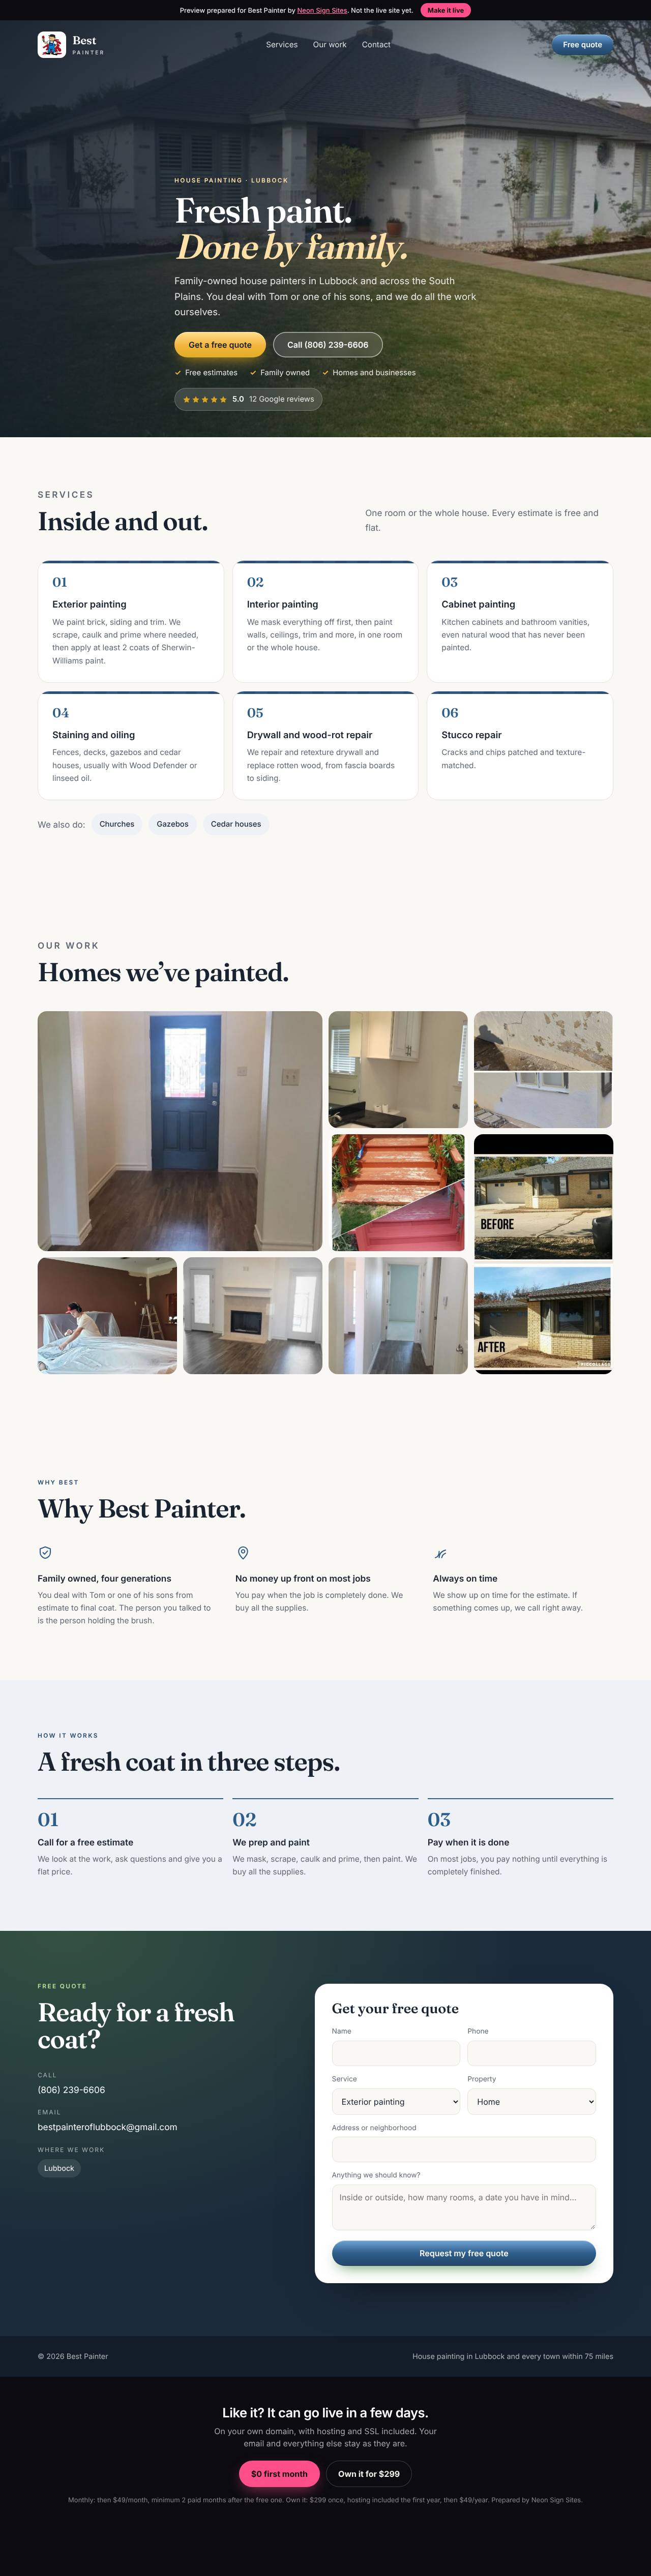 Preview prepared for Best Painter by Neon Sign Sites. Not the live site yet. Make it live
Best
PAINTER
Services Our work Contact
Free quote
HOUSE PAINTING · LUBBOCK
Fresh paint.
Done by family.
Family-owned house painters in Lubbock and across the South
Plains. You deal with Tom or one of his sons, and we do all the work
ourselves.
Get a free quote
Call (806) 239-6606
✓ Free estimates ✓ Family owned ✓ Homes and businesses
★★★★★ 5.0 12 Google reviews
SERVICES
Inside and out.
One room or the whole house. Every estimate is free and
flat.
01
Exterior painting
We paint brick, siding and trim. We
scrape, caulk and prime where needed,
then apply at least 2 coats of Sherwin-
Williams paint.
02
Interior painting
We mask everything off first, then paint
walls, ceilings, trim and more, in one room
or the whole house.
03
Cabinet painting
Kitchen cabinets and bathroom vanities,
even natural wood that has never been
painted.
04
Staining and oiling
Fences, decks, gazebos and cedar
houses, usually with Wood Defender or
linseed oil.
05
Drywall and wood-rot repair
We repair and retexture drywall and
replace rotten wood, from fascia boards
to siding.
06
Stucco repair
Cracks and chips patched and texture-
matched.
We also do: Churches Gazebos Cedar houses
OUR WORK
Homes we’ve painted.
BEFORE
AFTER
WHY BEST
Why Best Painter.
Family owned, four generations
You deal with Tom or one of his sons from
estimate to final coat. The person you talked to
is the person holding the brush.
No money up front on most jobs
You pay when the job is completely done. We
buy all the supplies.
Always on time
We show up on time for the estimate. If
something comes up, we call right away.
HOW IT WORKS
A fresh coat in three steps.
01
Call for a free estimate
We look at the work, ask questions and give you a
flat price.
02
We prep and paint
We mask, scrape, caulk and prime, then paint. We
buy all the supplies.
03
Pay when it is done
On most jobs, you pay nothing until everything is
completely finished.
FREE QUOTE
Ready for a fresh
coat?
CALL
(806) 239-6606
EMAIL
bestpainteroflubbock@gmail.com
WHERE WE WORK
Lubbock
Get your free quote
Name Phone
Service Property
Exterior painting Home
Address or neighborhood
Anything we should know?
Inside or outside, how many rooms, a date you have in mind...
Request my free quote
© 2026 Best Painter
House painting in Lubbock and every town within 75 miles
Like it? It can go live in a few days.
On your own domain, with hosting and SSL included. Your
email and everything else stay as they are.
$0 first month
Own it for $299
Monthly: then $49/month, minimum 2 paid months after the free one. Own it: $299 once, hosting included the first year, then $49/year. Prepared by Neon Sign Sites.